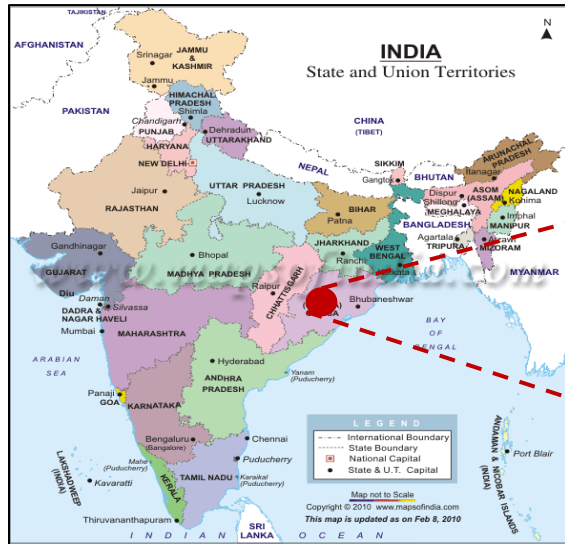 TAJIKISTAN
AFGHANISTAN
INDIA
State and Union Territories
N
JAMMU
&
KASHMIR
Srinagar
Jammu
PAKISTAN
HIMACHAL
PRADESH
Shimla
Chandigarh
PUNJAB
Dehradun
UTTARAKHAND
HARYANA
NEW DELHI
CHINA
(TIBET)
NEPAL
SIKKIM
Gangtok
BHUTAN
ARUNACHAL
PRADESH
Itanagar
Dispur
ASOM
(ASSAM)
NAGALAND
Kohima
Shillong
MEGHALAYA
Imphal
MANIPUR
BANGLADESH
Agartala
TRIPURA
MIZORAM
MYANMAR
Jaipur
RAJASTHAN
UTTAR PRADESH
Lucknow
BIHAR
Patna
JHARKHAND
Ranchi
WEST
BENGAL
Gandhinagar
GUJARAT
Bhopal
MADHYA PRADESH
Raipur
CHHATTISGARH
Bhubaneshwar
Diu
Daman
Silvassa
DADRA &
NAGAR HAVELI
Mumbai
MAHARASHTRA
BAY
OF
ARABIAN
SEA
Hyderabad
ANDHRA
PRADESH
Yanam
(Puducherry)
Panaji
GOA
KARNATAKA
Bengaluru
(Bangalore)
Chennai
Mahe
(Puducherry)
Puducherry
Karaikal
(Puducherry)
LAKSHADWEEP
(INDIA)
Kavaratti
KERALA
TAMIL NADU
Thiruvananthapuram
SRI
LANKA
INDIAN OCEAN
ANDAMAN & NICOBAR ISLANDS
(INDIA)
Port Blair
LEGEND
International Boundary
State Boundary
National Capital
State & U.T. Capital
Map not to Scale
Copyright © 2010 www.mapsofindia.com
This map is updated as on Feb 8, 2010